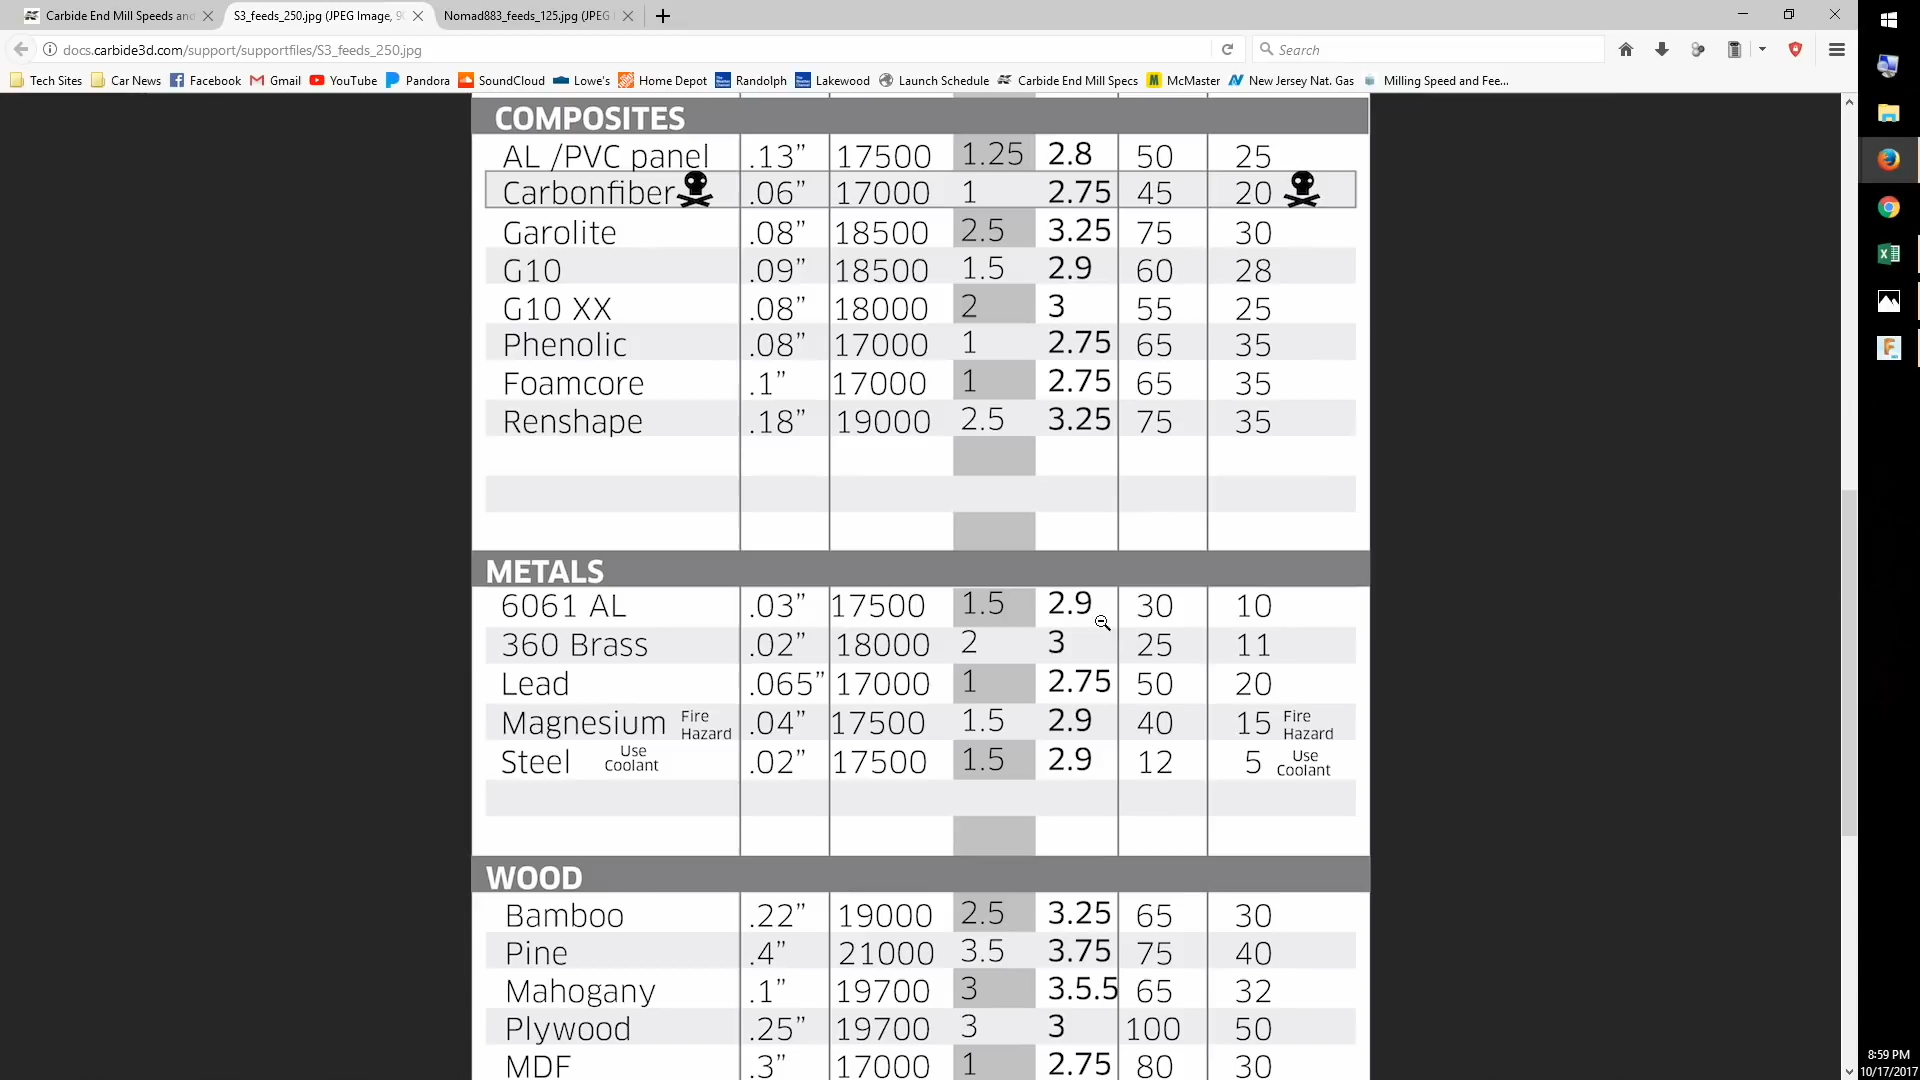 Carbide End Mill Speeds and
S3_feeds_250.jpg (JPEG Image, 90
Nomad883_feeds_125.jpg (JPEG I
docs.carbide3d.com/support/supportfiles/S3_feeds_250.jpg
Search
Tech Sites Car News Facebook Gmail YouTube Pandora SoundCloud Lowe's Home Depot Randolph Lakewood Launch Schedule Carbide End Mill Specs McMaster New Jersey Nat. Gas Milling Speed and Fee...
COMPOSITES
AL /PVC panel .13” 17500 1.25 2.8 50 25
Carbonfiber .06” 17000 1 2.75 45 20
Garolite .08” 18500 2.5 3.25 75 30
G10 .09” 18500 1.5 2.9 60 28
G10 XX .08” 18000 2 3 55 25
Phenolic .08” 17000 1 2.75 65 35
Foamcore .1” 17000 1 2.75 65 35
Renshape .18” 19000 2.5 3.25 75 35
METALS
6061 AL .03” 17500 1.5 2.9 30 10
360 Brass .02” 18000 2 3 25 11
Lead .065” 17000 1 2.75 50 20
Magnesium Fire Hazard .04” 17500 1.5 2.9 40 15 Fire Hazard
Steel Use Coolant .02” 17500 1.5 2.9 12 5 Use Coolant
WOOD
Bamboo .22” 19000 2.5 3.25 65 30
Pine .4” 21000 3.5 3.75 75 40
Mahogany .1” 19700 3 3.5.5 65 32
Plywood .25” 19700 3 3 100 50
MDF .3” 17000 1 2.75 80 30
8:59 PM
10/17/2017